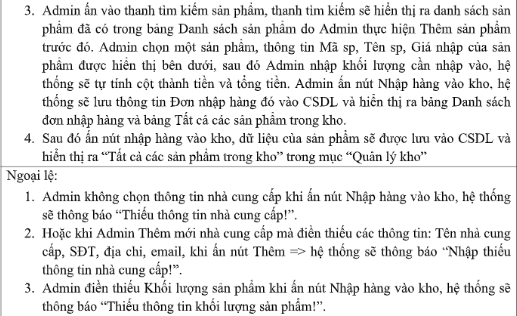 3. Admin ấn vào thanh tìm kiếm sản phẩm, thanh tìm kiếm sẽ hiển thị ra danh sách sản
phẩm đã có trong bảng Danh sách sản phẩm do Admin thực hiện Thêm sản phẩm
trước đó. Admin chọn một sản phẩm, thông tin Mã sp, Tên sp, Giá nhập của sản
phẩm được hiển thị bên dưới, sau đó Admin nhập khối lượng cần nhập vào, hệ
thống sẽ tự tính cột thành tiền và tổng tiền. Admin ấn nút Nhập hàng vào kho, hệ
thống sẽ lưu thông tin Đơn nhập hàng đó vào CSDL và hiển thị ra bảng Danh sách
đơn nhập hàng và bảng Tất cả các sản phẩm trong kho.
4. Sau đó ấn nút nhập hàng vào kho, dữ liệu của sản phẩm sẽ được lưu vào CSDL và
hiển thị ra “Tất cả các sản phẩm trong kho” trong mục “Quản lý kho”
Ngoại lệ:
1. Admin không chọn thông tin nhà cung cấp khi ấn nút Nhập hàng vào kho, hệ thống
sẽ thông báo “Thiếu thông tin nhà cung cấp!”.
2. Hoặc khi Admin Thêm mới nhà cung cấp mà điền thiếu các thông tin: Tên nhà cung
cấp, SĐT, địa chỉ, email, khi ấn nút Thêm => hệ thống sẽ thông báo “Nhập thiếu
thông tin nhà cung cấp!”.
3. Admin điền thiếu Khối lượng sản phẩm khi ấn nút Nhập hàng vào kho, hệ thống sẽ
thông báo “Thiếu thông tin khối lượng sản phẩm!”.